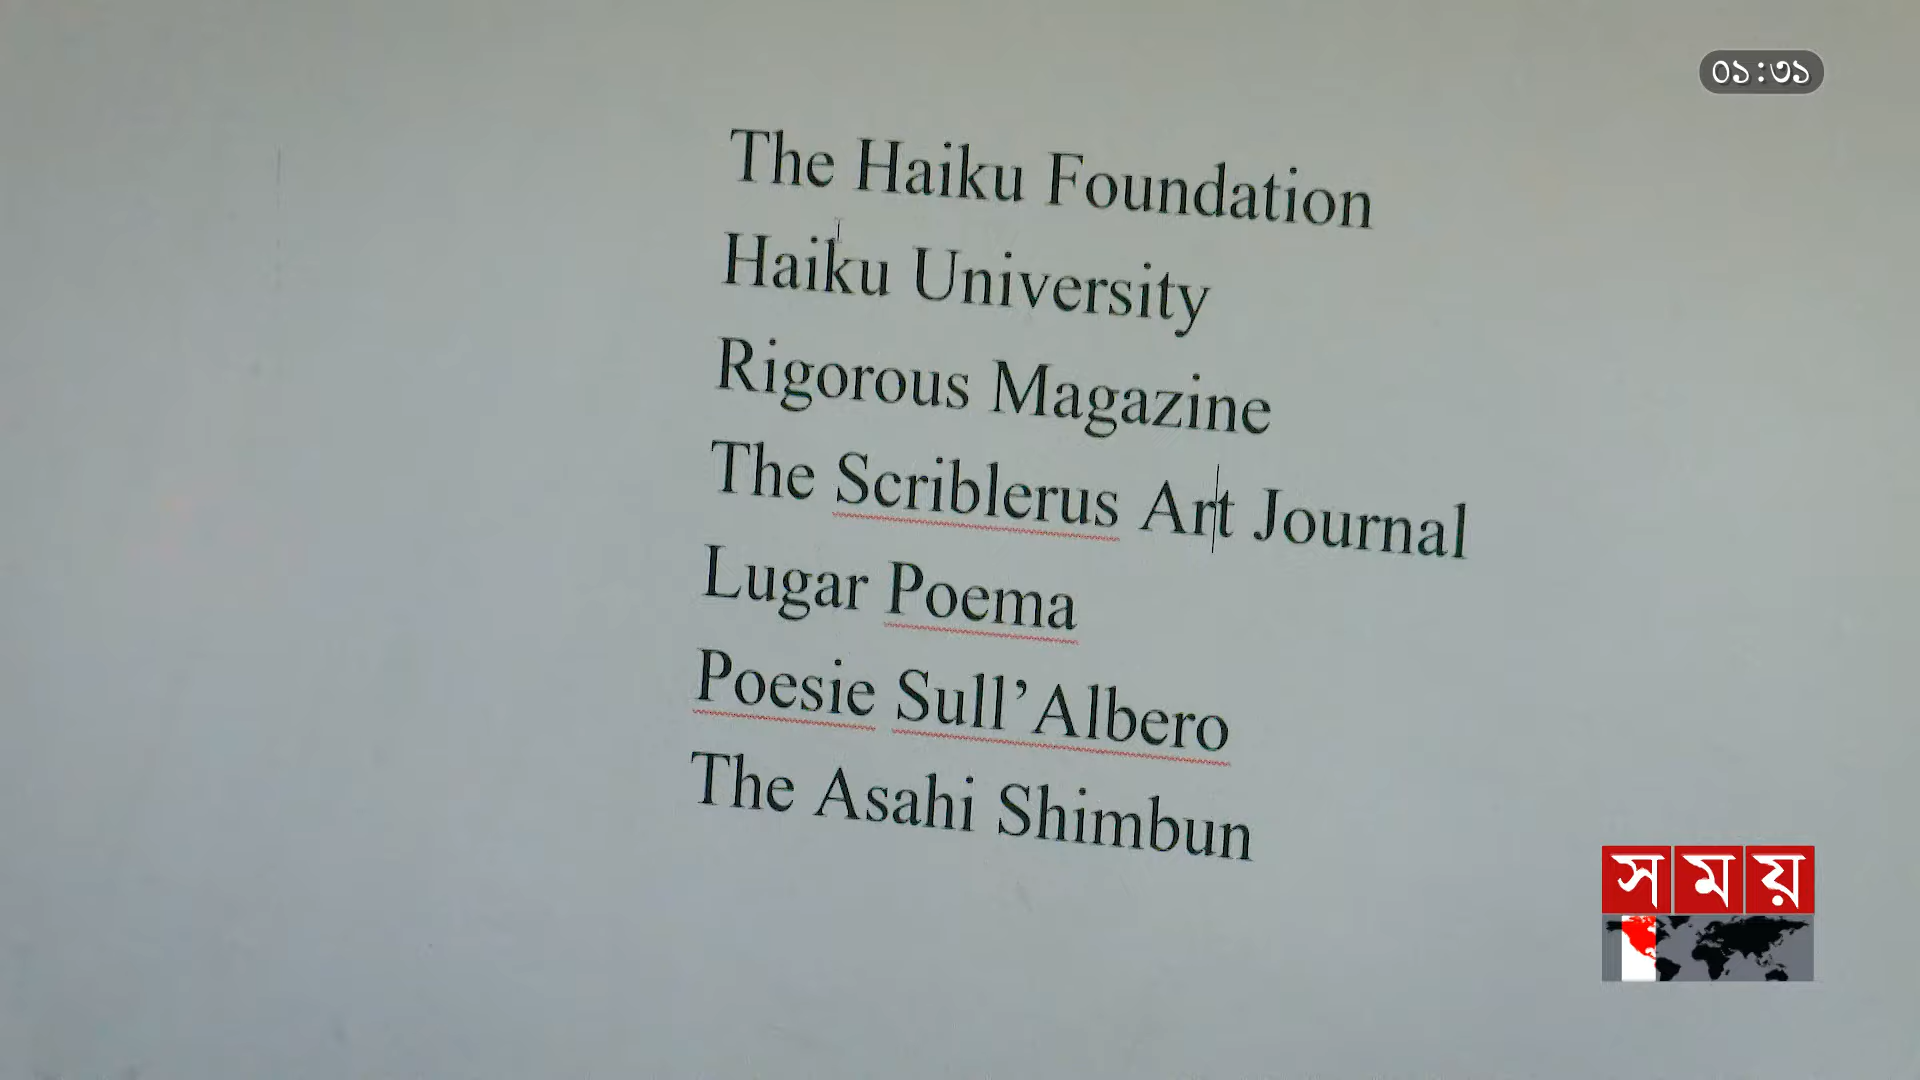 ০১:৩১
The Haiku Foundation
Haiku University
Rigorous Magazine
The Scriblerus Art Journal
Lugar Poema
Poesie Sull’Albero
The Asahi Shimbun
সময়